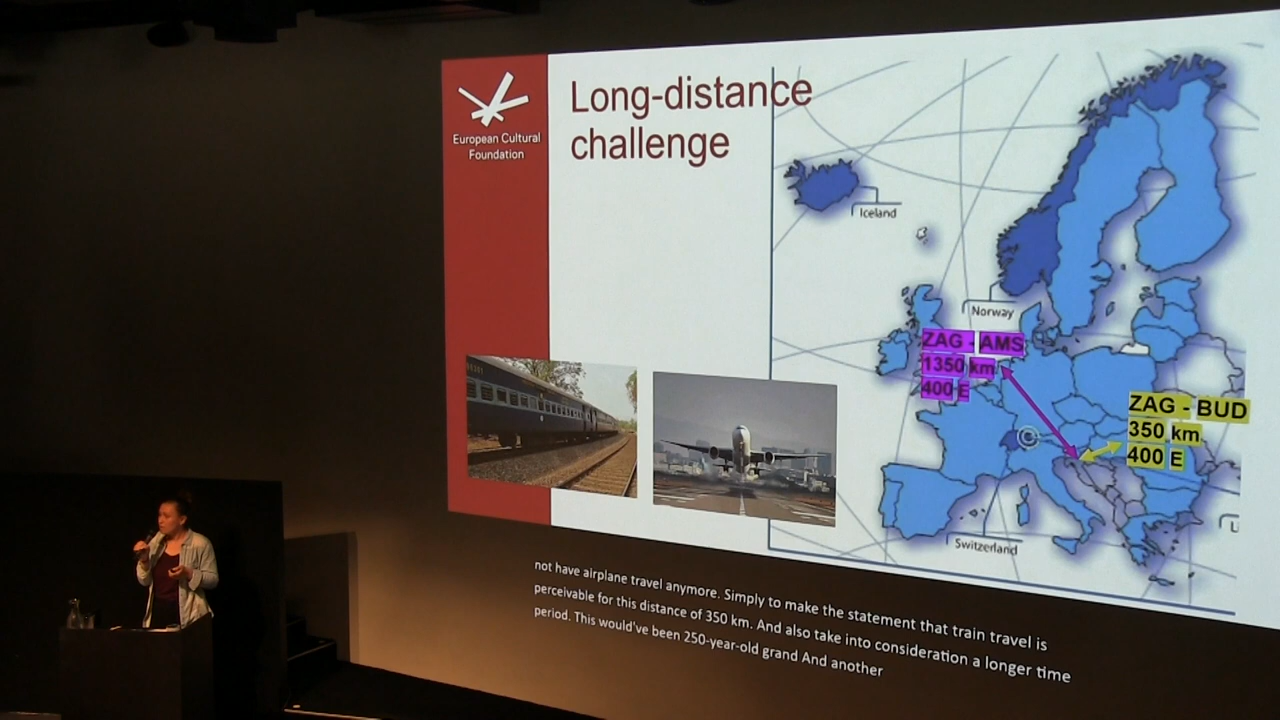 European Cultural
Foundation
Long-distance
challenge
Iceland
Norway
ZAG - AMS
1350 km
400 E
ZAG - BUD
350 km
400 E
©
Switzerland
not have airplane travel anymore. Simply to make the statement that train travel is
perceivable for this distance of 350 km. And also take into consideration a longer time
period. This would've been 250-year-old grand And another